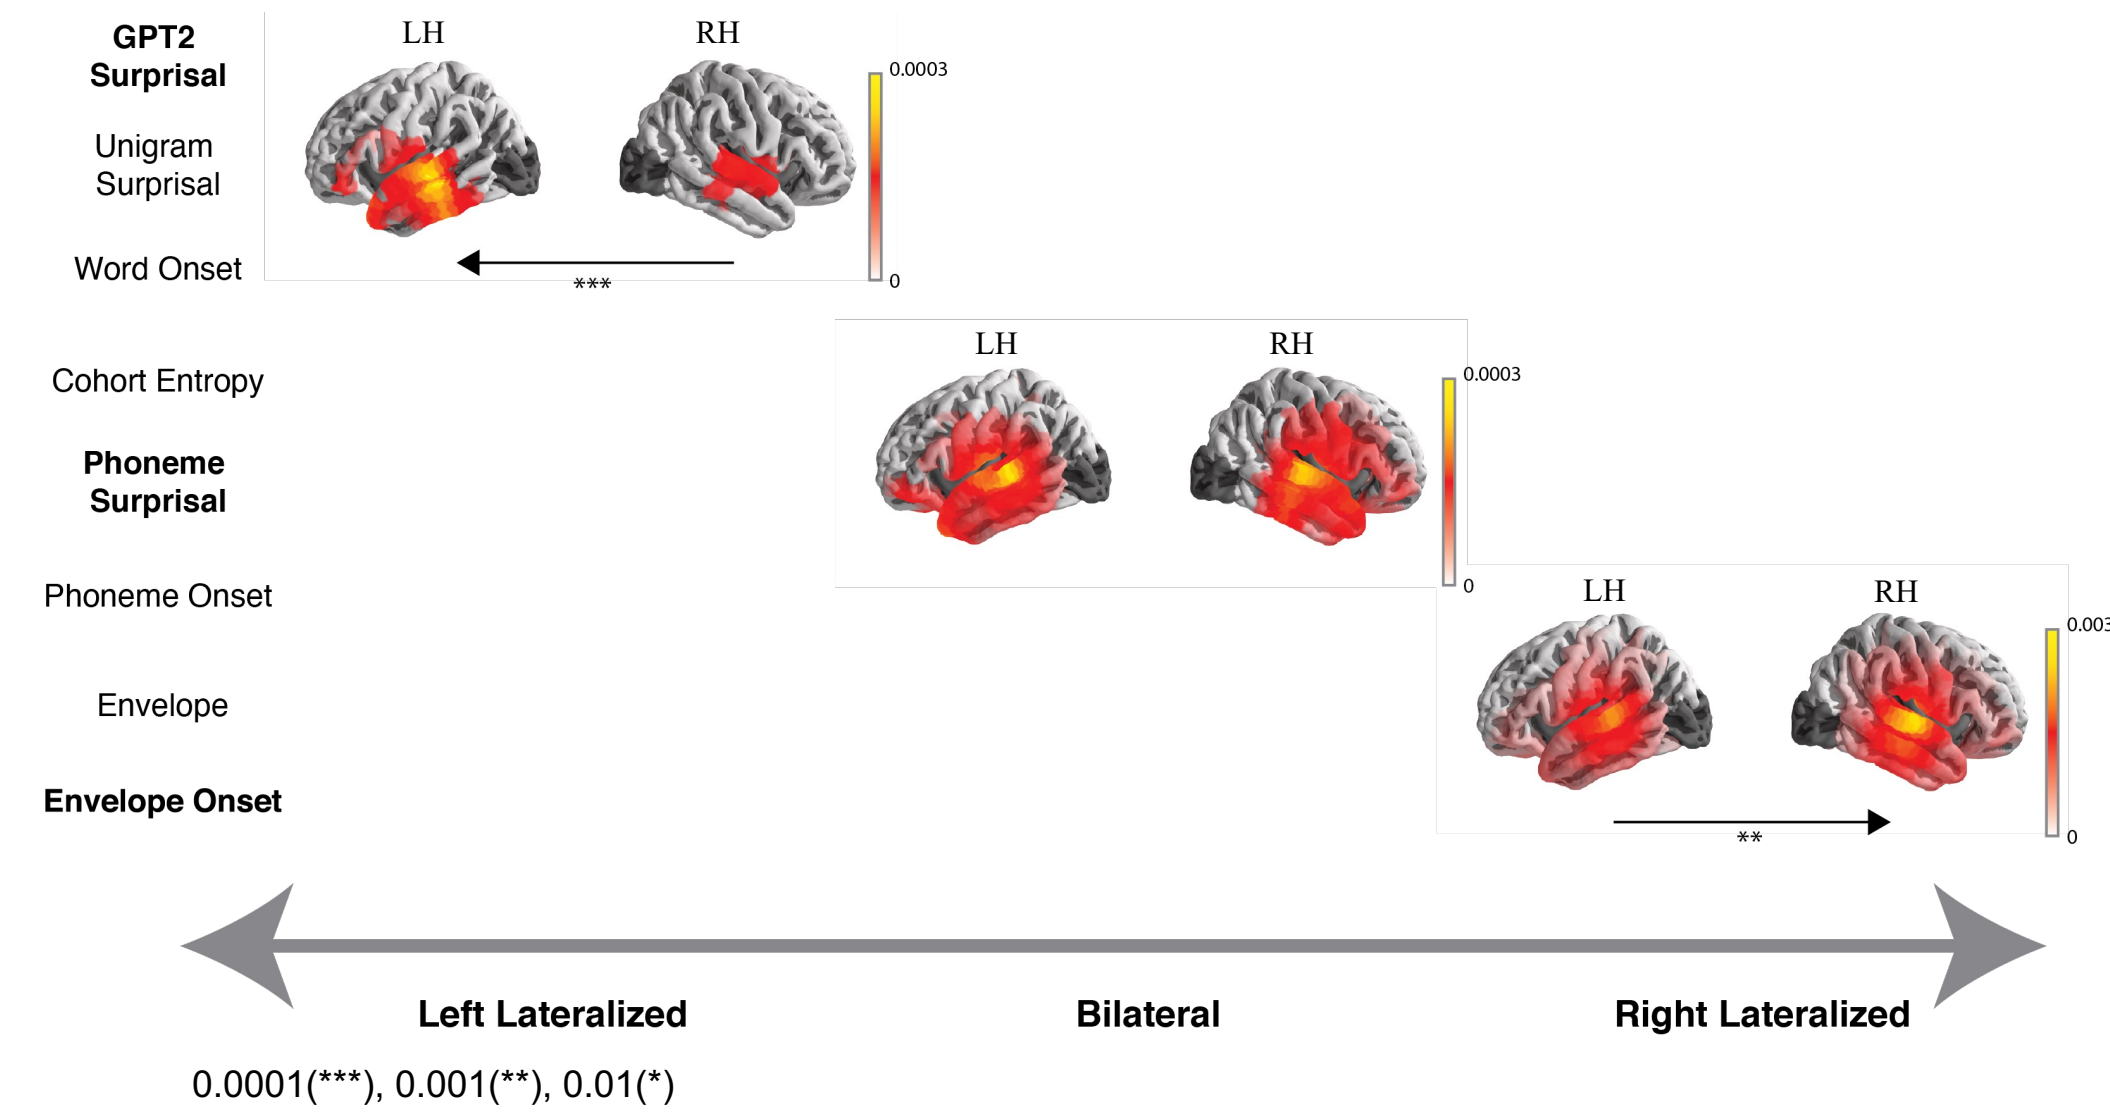 GPT2
Surprisal
LH
RH
0.0003
Unigram
Surprisal
Word Onset
***
0
LH
RH
0.0003
Cohort Entropy
Phoneme
Surprisal
0
Phoneme Onset
LH
RH
0.003
Envelope
Envelope Onset
**
0
Left Lateralized
Bilateral
Right Lateralized
0.0001(***), 0.001(**), 0.01(*)